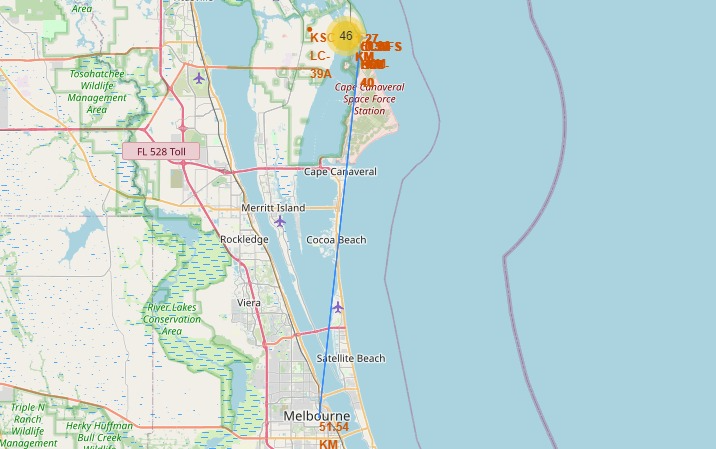 Area
Tosohatchee
Wildlife
Management
Area
KSC
LC-
39A
46
-27
S
KM
40
Cape Canaveral
Space Force
Station
FL 528 Toll
Cape Canaveral
Merritt Island
Rockledge
Cocoa Beach
Viera
River Lakes
Conservation
Area
Satellite Beach
Melbourne
51.54
KM
Triple N
Ranch
Wildlife
Management
Area
Herky Huffman
Bull Creek